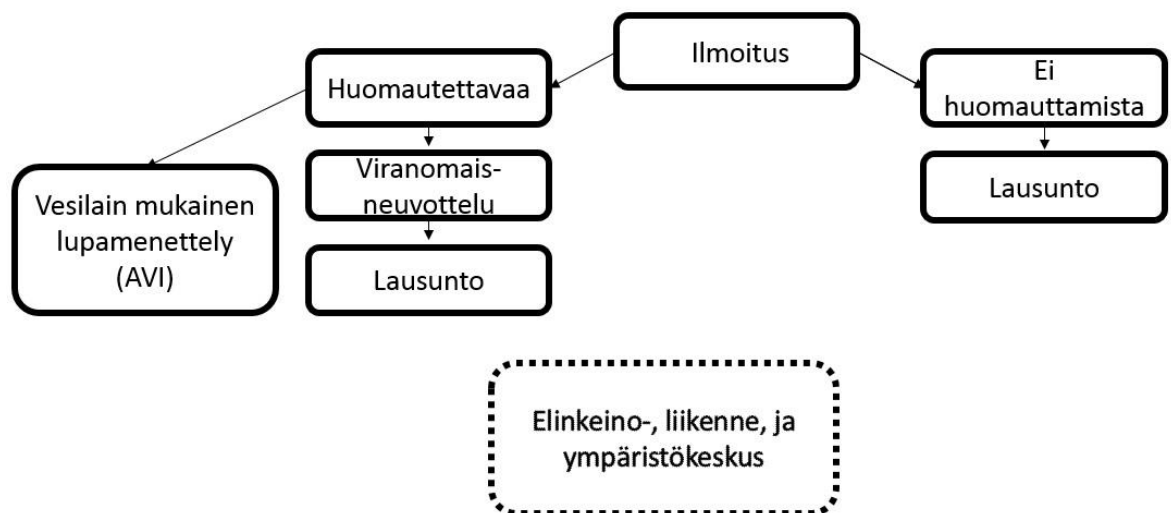 Ilmoitus
Huomautettavaa
Ei
huomauttamista
Viranomais-
neuvottelu
Lausunto
Vesilain mukainen
lupamenettely
(AVI)
Lausunto
Elinkeino-, liikenne, ja
ympäristökeskus